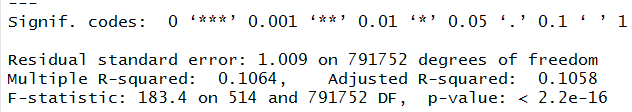 ---
Signif. codes:  0 ‘***’ 0.001 ‘**’ 0.01 ‘*’ 0.05 ‘.’ 0.1 ‘ ’ 1
Residual standard error: 1.009 on 791752 degrees of freedom
Multiple R-squared:  0.1064,    Adjusted R-squared:  0.1058
F-statistic: 183.4 on 514 and 791752 DF,  p-value: < 2.2e-16